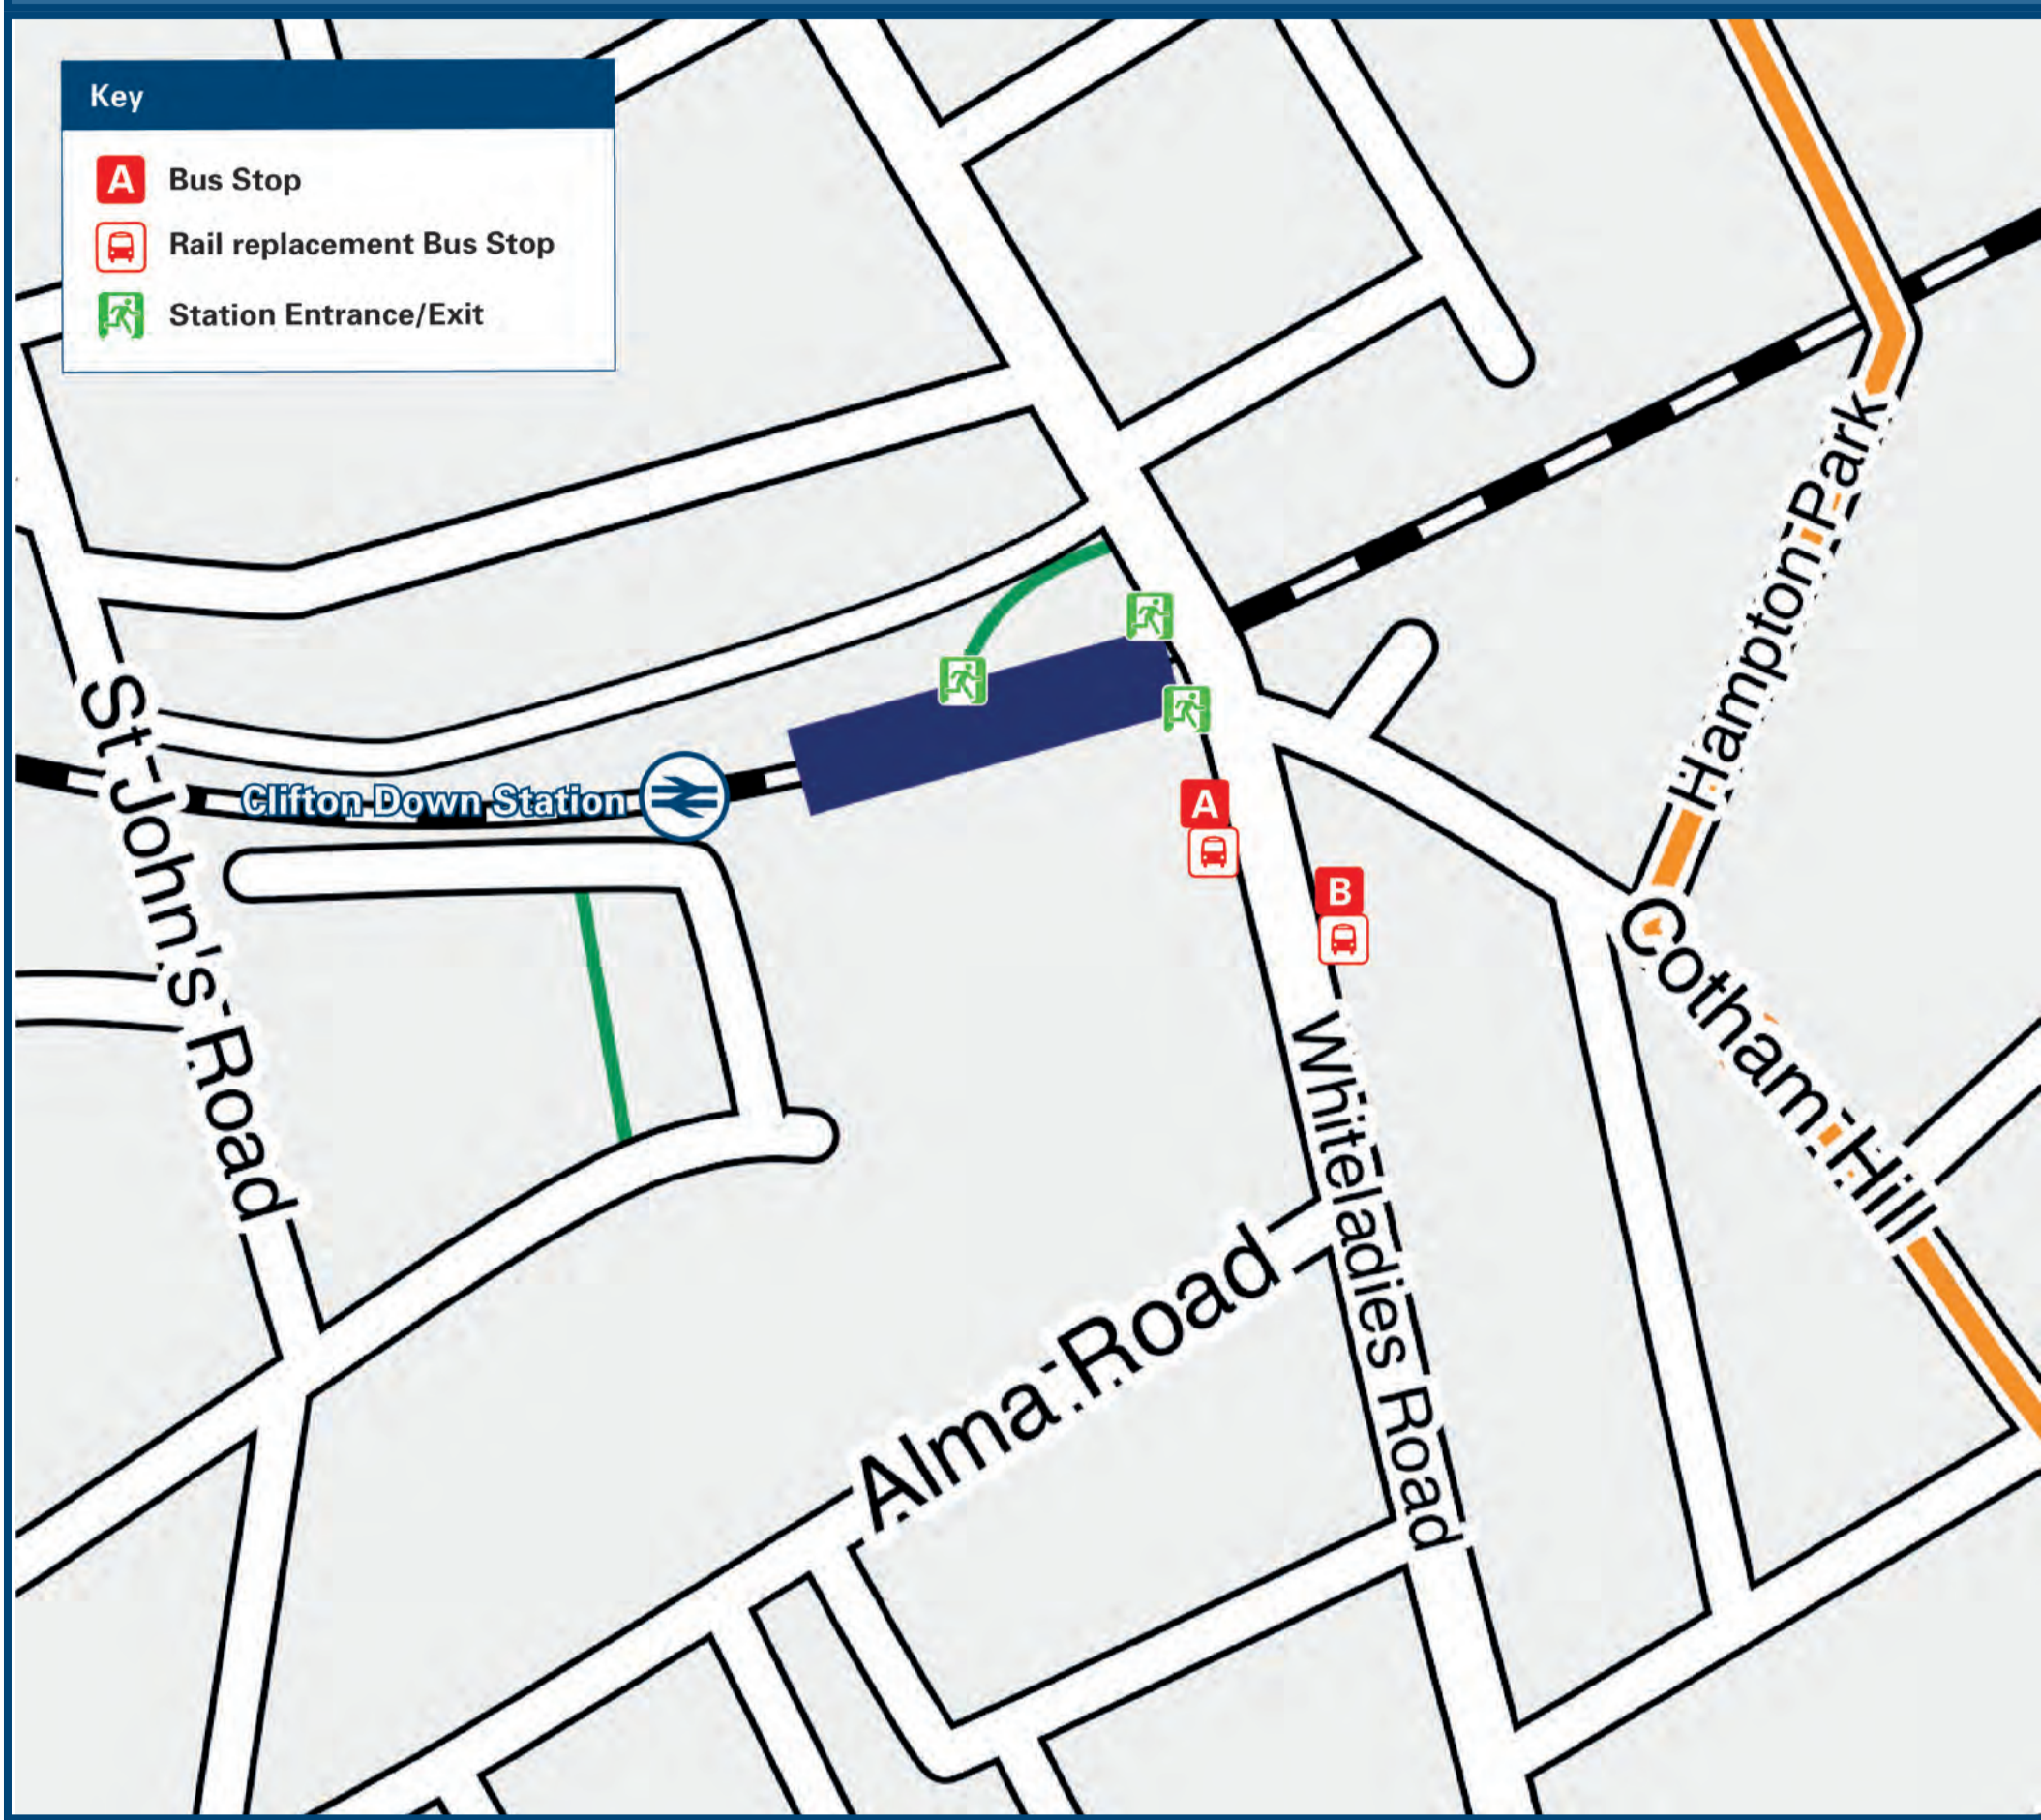 Key
A Bus Stop
Rail replacement Bus Stop
Station Entrance/Exit
Hampton Park
St John's Road
Clifton Down Station
A
B
Cotham Hill
Whiteladies Road
Alma Road